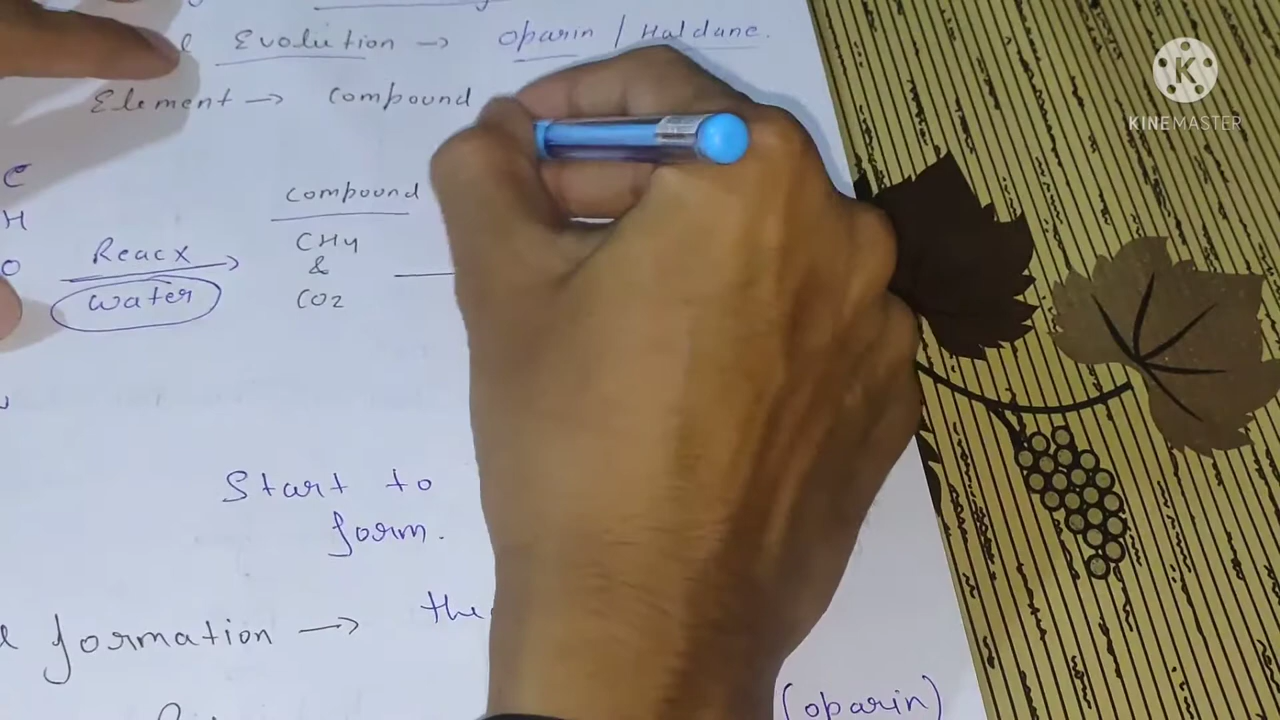 Evolution → Oparin / Haldane.
Element → Compound
C
H
O
Reacx
water
Compound
CH4
&
CO2
Start to
form.
formation → the
(oparin)
K
KINEMASTER